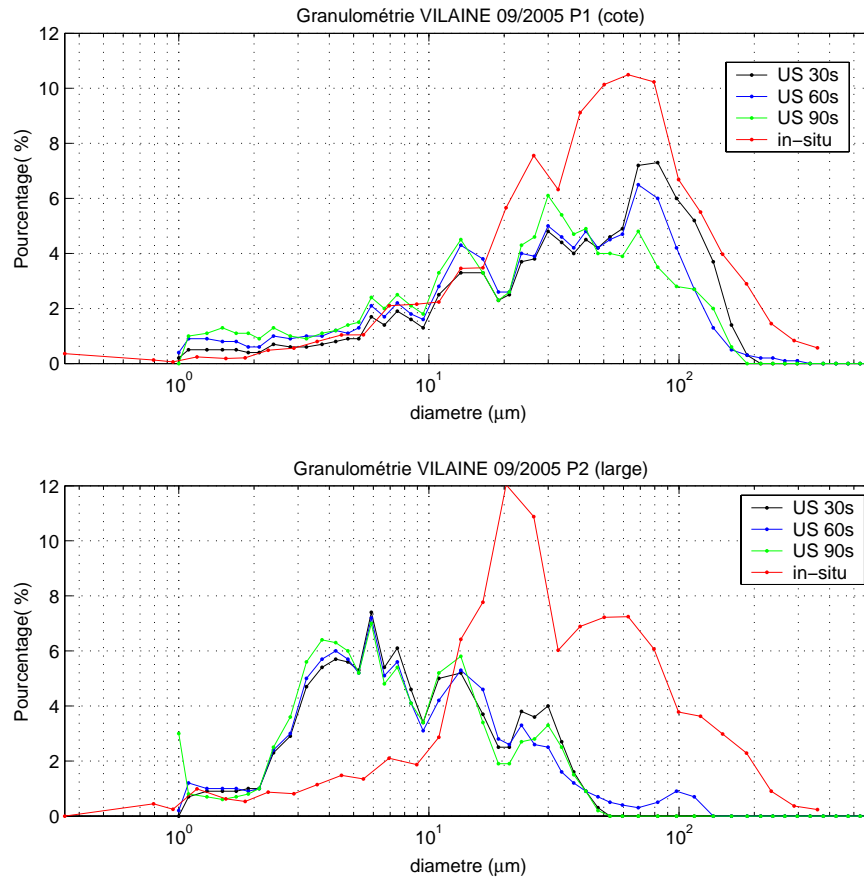 Granulométrie VILAINE 09/2005 P1 (cote)
12
10
8
6
4
2
0
Pourcentage( %)
US 30s
US 60s
US 90s
in−situ
10^0
10^1
10^2
diametre (μm)
Granulométrie VILAINE 09/2005 P2 (large)
12
10
8
6
4
2
0
Pourcentage( %)
US 30s
US 60s
US 90s
in−situ
10^0
10^1
10^2
diametre (μm)